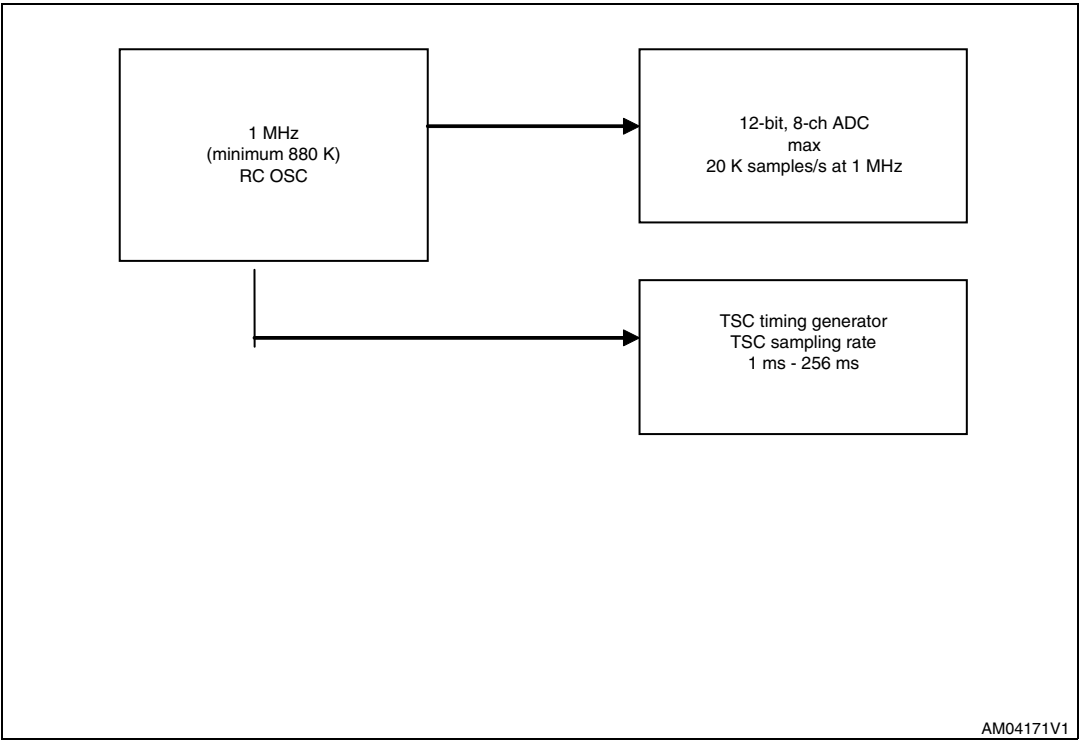 1 MHz
(minimum 880 K)
RC OSC
12-bit, 8-ch ADC
max
20 K samples/s at 1 MHz
TSC timing generator
TSC sampling rate
1 ms - 256 ms
AM04171V1